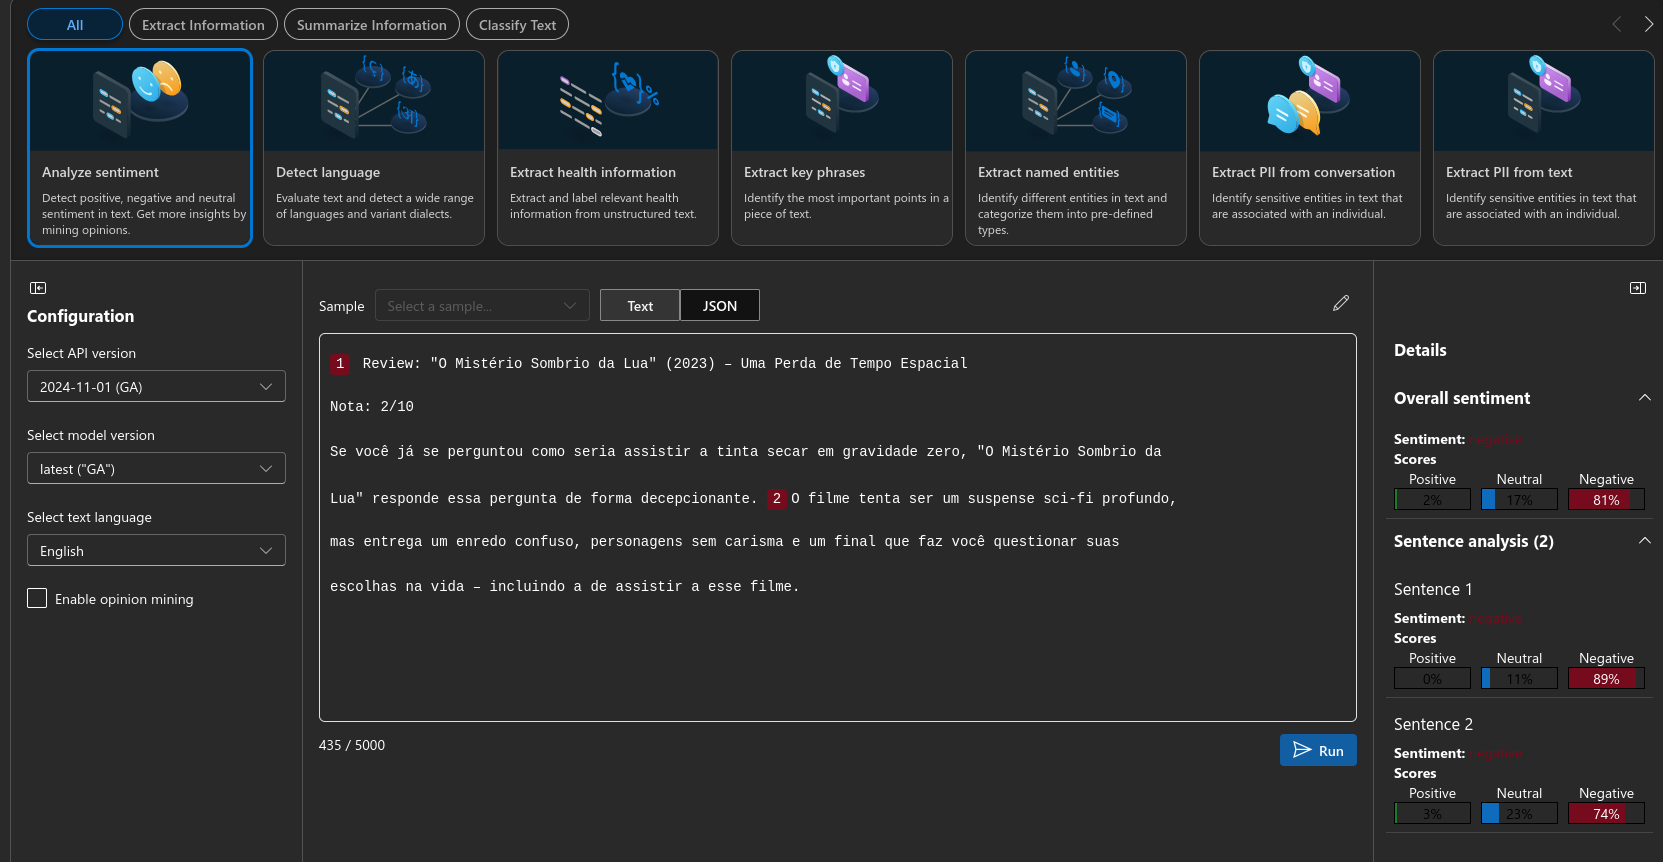 All
Extract Information
Summarize Information
Classify Text
Analyze sentiment
Detect positive, negative and neutral
sentiment in text. Get more insights by
mining opinions.
Detect language
Evaluate text and detect a wide range
of languages and variant dialects.
Extract health information
Extract and label relevant health
information from unstructured text.
Extract key phrases
Identify the most important points in a
piece of text.
Extract named entities
Identify different entities in text and
categorize them into pre-defined
types.
Extract PII from conversation
Identify sensitive entities in text that
are associated with an individual.
Extract PII from text
Identify sensitive entities in text that
are associated with an individual.
Configuration
Select API version
2024-11-01 (GA)
Select model version
latest ("GA")
Select text language
English
Enable opinion mining
Sample
Select a sample...
Text
JSON
1 Review: "O Mistério Sombrio da Lua" (2023) – Uma Perda de Tempo Espacial
Nota: 2/10
Se você já se perguntou como seria assistir a tinta secar em gravidade zero, "O Mistério Sombrio da
Lua" responde essa pergunta de forma decepcionante. 2 O filme tenta ser um suspense sci-fi profundo,
mas entrega um enredo confuso, personagens sem carisma e um final que faz você questionar suas
escolhas na vida – incluindo a de assistir a esse filme.
435 / 5000
Run
Details
Overall sentiment
Sentiment: negative
Scores
Positive Neutral Negative
2% 17% 81%
Sentence analysis (2)
Sentence 1
Sentiment: negative
Scores
Positive Neutral Negative
0% 11% 89%
Sentence 2
Sentiment: negative
Scores
Positive Neutral Negative
3% 23% 74%